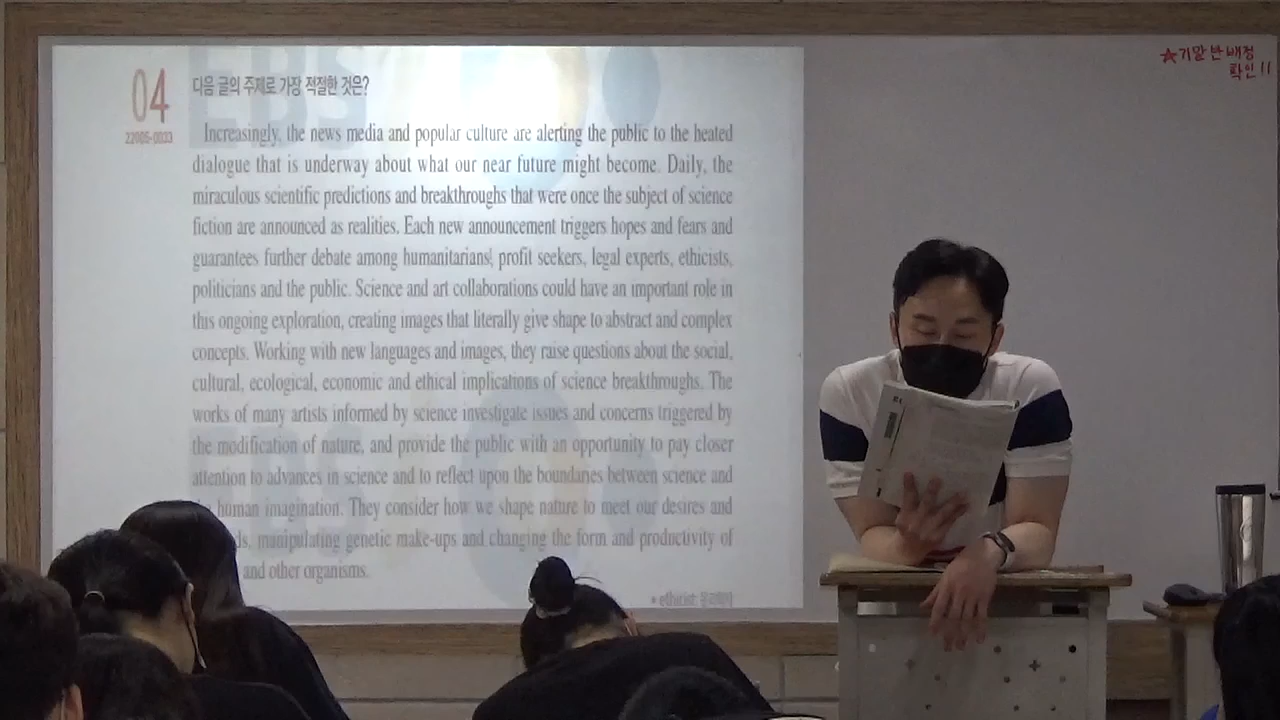 04
22005-0033
다음 글의 주제로 가장 적절한 것은?
Increasingly, the news media and popular culture are alerting the public to the heated
dialogue that is underway about what our near future might become. Daily, the
miraculous scientific predictions and breakthroughs that were once the subject of science
fiction are announced as realities. Each new announcement triggers hopes and fears and
guarantees further debate among humanitarians, profit seekers, legal experts, ethicists,
politicians and the public. Science and art collaborations could have an important role in
this ongoing exploration, creating images that literally give shape to abstract and complex
concepts. Working with new languages and images, they raise questions about the social,
cultural, ecological, economic and ethical implications of science breakthroughs. The
works of many artists informed by science investigate issues and concerns triggered by
the modification of nature, and provide the public with an opportunity to pay closer
attention to advances in science and to reflect upon the boundaries between science and
human imagination. They consider how we shape nature to meet our desires and
manipulating genetic make-ups and changing the form and productivity of
and other organisms.
* ethicist: 윤리학자
★기말 반 배정
확인 !!